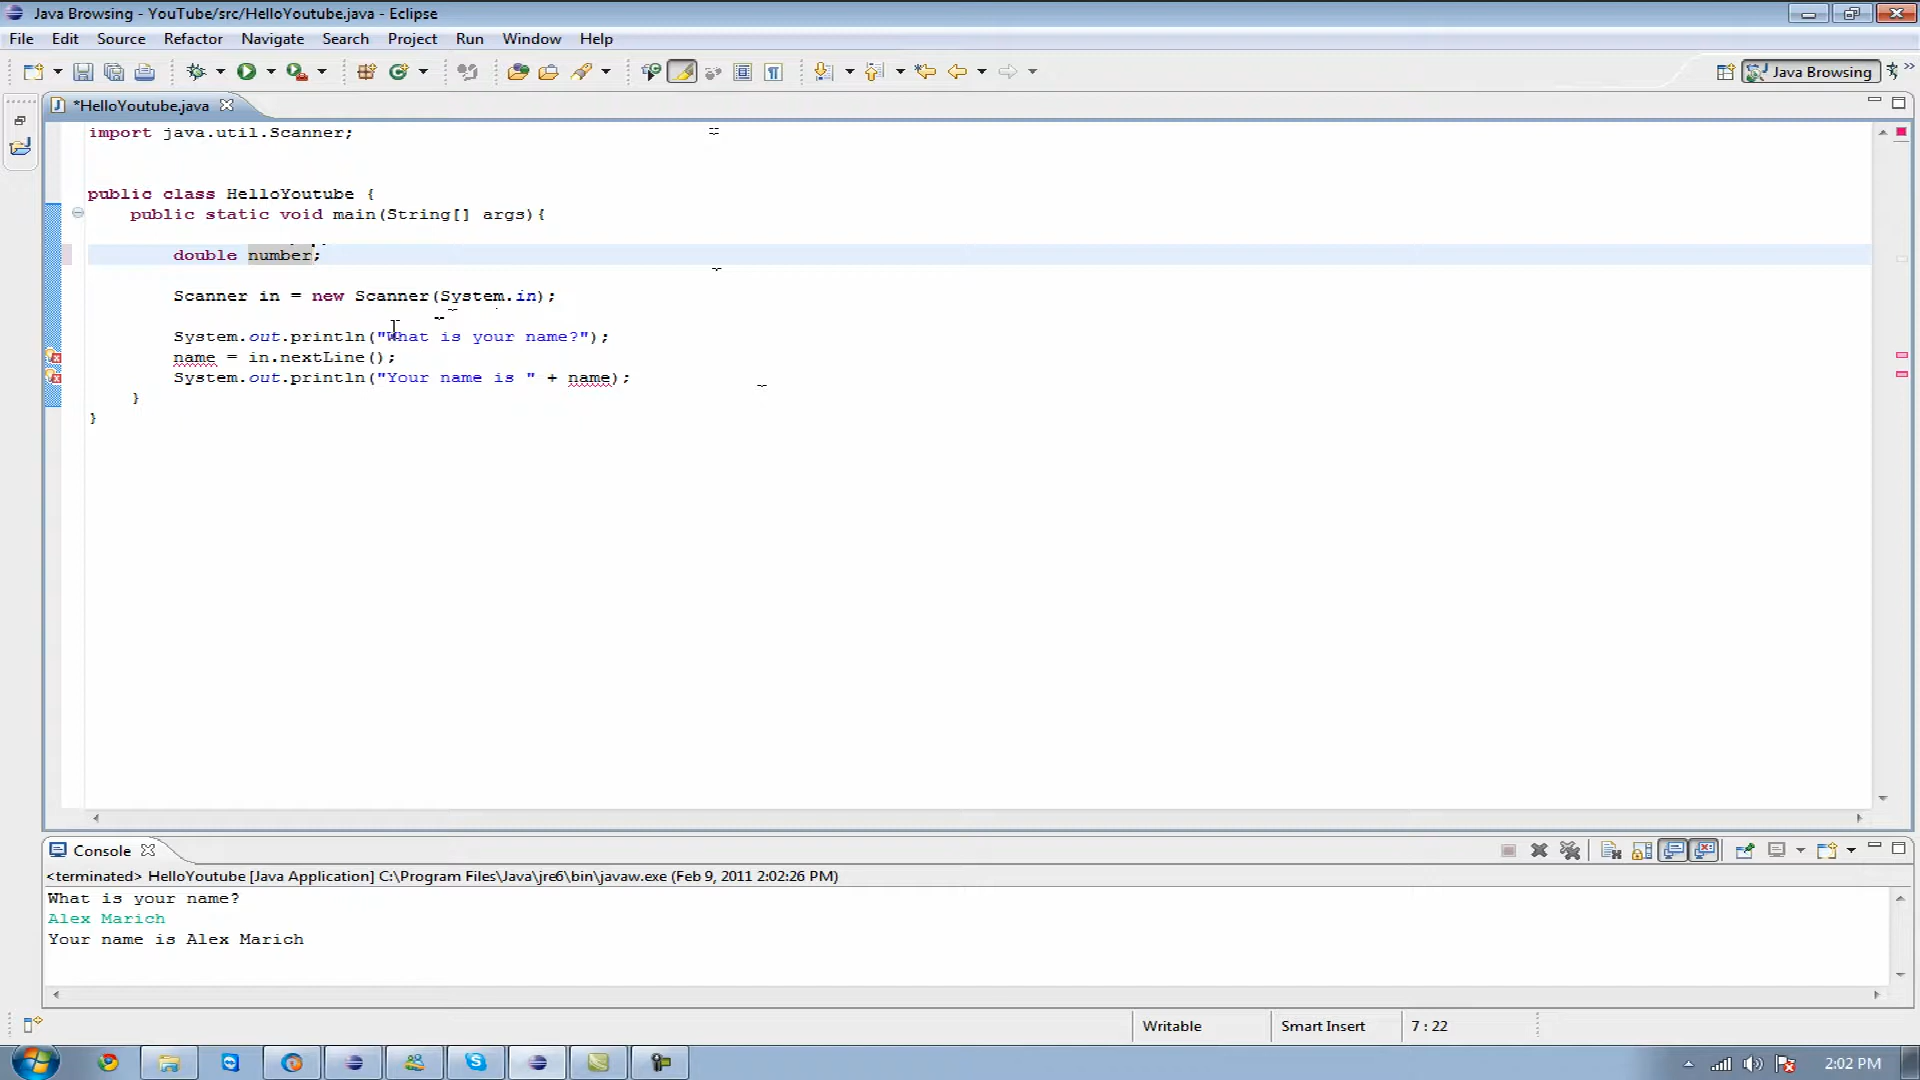 Java Browsing - YouTube/src/HelloYoutube.java - Eclipse
File Edit Source Refactor Navigate Search Project Run Window Help
Java Browsing
*HelloYoutube.java
import java.util.Scanner;
public class HelloYoutube {
public static void main(String[] args){
double number;
Scanner in = new Scanner(System.in);
System.out.println("What is your name?");
name = in.nextLine();
System.out.println("Your name is " + name);
}
}
Console
<terminated> HelloYoutube [Java Application] C:\Program Files\Java\jre6\bin\javaw.exe (Feb 9, 2011 2:02:26 PM)
What is your name?
Alex Marich
Your name is Alex Marich
Writable Smart Insert 7 : 22
2:02 PM